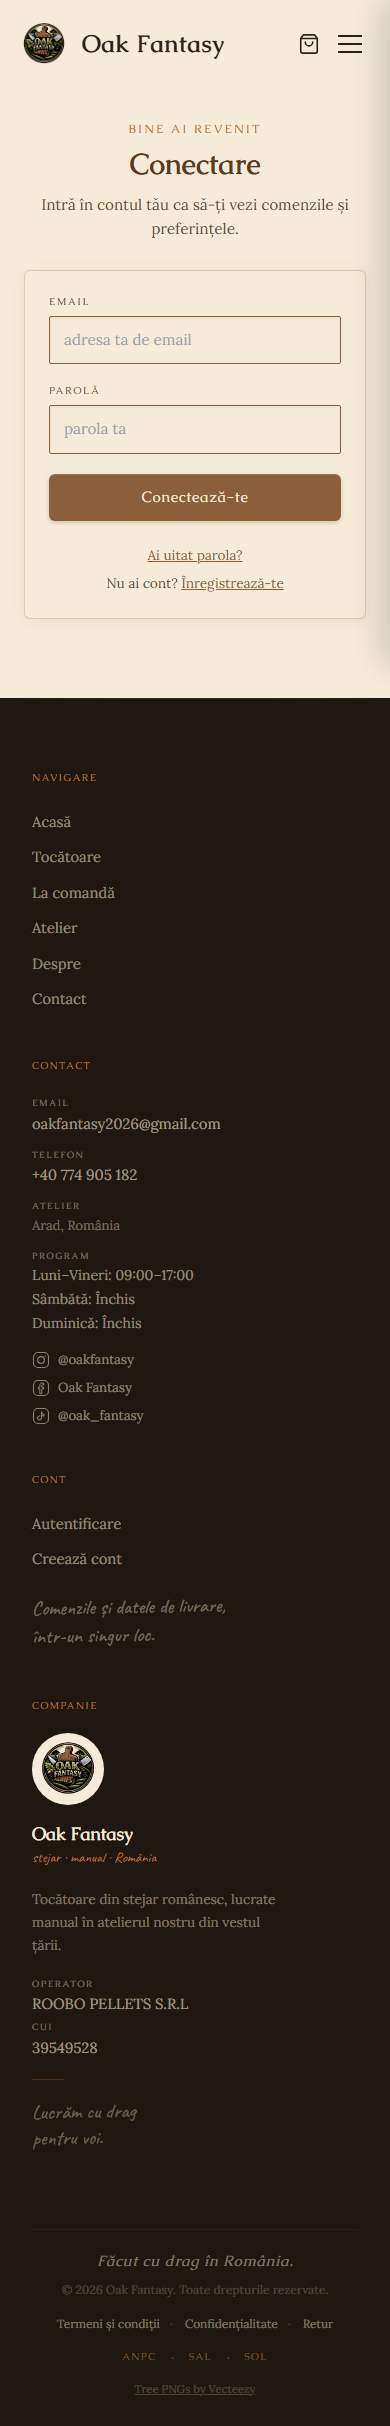 OAK
FANTASY
Oak Fantasy
BINE AI REVENIT
Conectare
Intră în contul tău ca să-ți vezi comenzile și
preferințele.
EMAIL
adresa ta de email
PAROLĂ
parola ta
Conectează-te
Ai uitat parola?
Nu ai cont? Înregistrează-te
NAVIGARE
Acasă
Tocătoare
La comandă
Atelier
Despre
Contact
CONTACT
EMAIL
oakfantasy2026@gmail.com
TELEFON
+40 774 905 182
ATELIER
Arad, România
PROGRAM
Luni–Vineri: 09:00–17:00
Sâmbătă: Închis
Duminică: Închis
@oakfantasy
Oak Fantasy
@oak_fantasy
CONT
Autentificare
Creează cont
Comenzile și datele de livrare,
într-un singur loc.
COMPANIE
OAK
FANTASY
Oak Fantasy
stejar · manual · România
Tocătoare din stejar românesc, lucrate
manual în atelierul nostru din vestul
țării.
OPERATOR
ROOBO PELLETS S.R.L
CUI
39549528
Lucrăm cu drag
pentru voi.
Făcut cu drag în România.
© 2026 Oak Fantasy. Toate drepturile rezervate.
Termeni și condiții · Confidențialitate · Retur
ANPC · SAL · SOL
Tree PNGs by Vecteezy